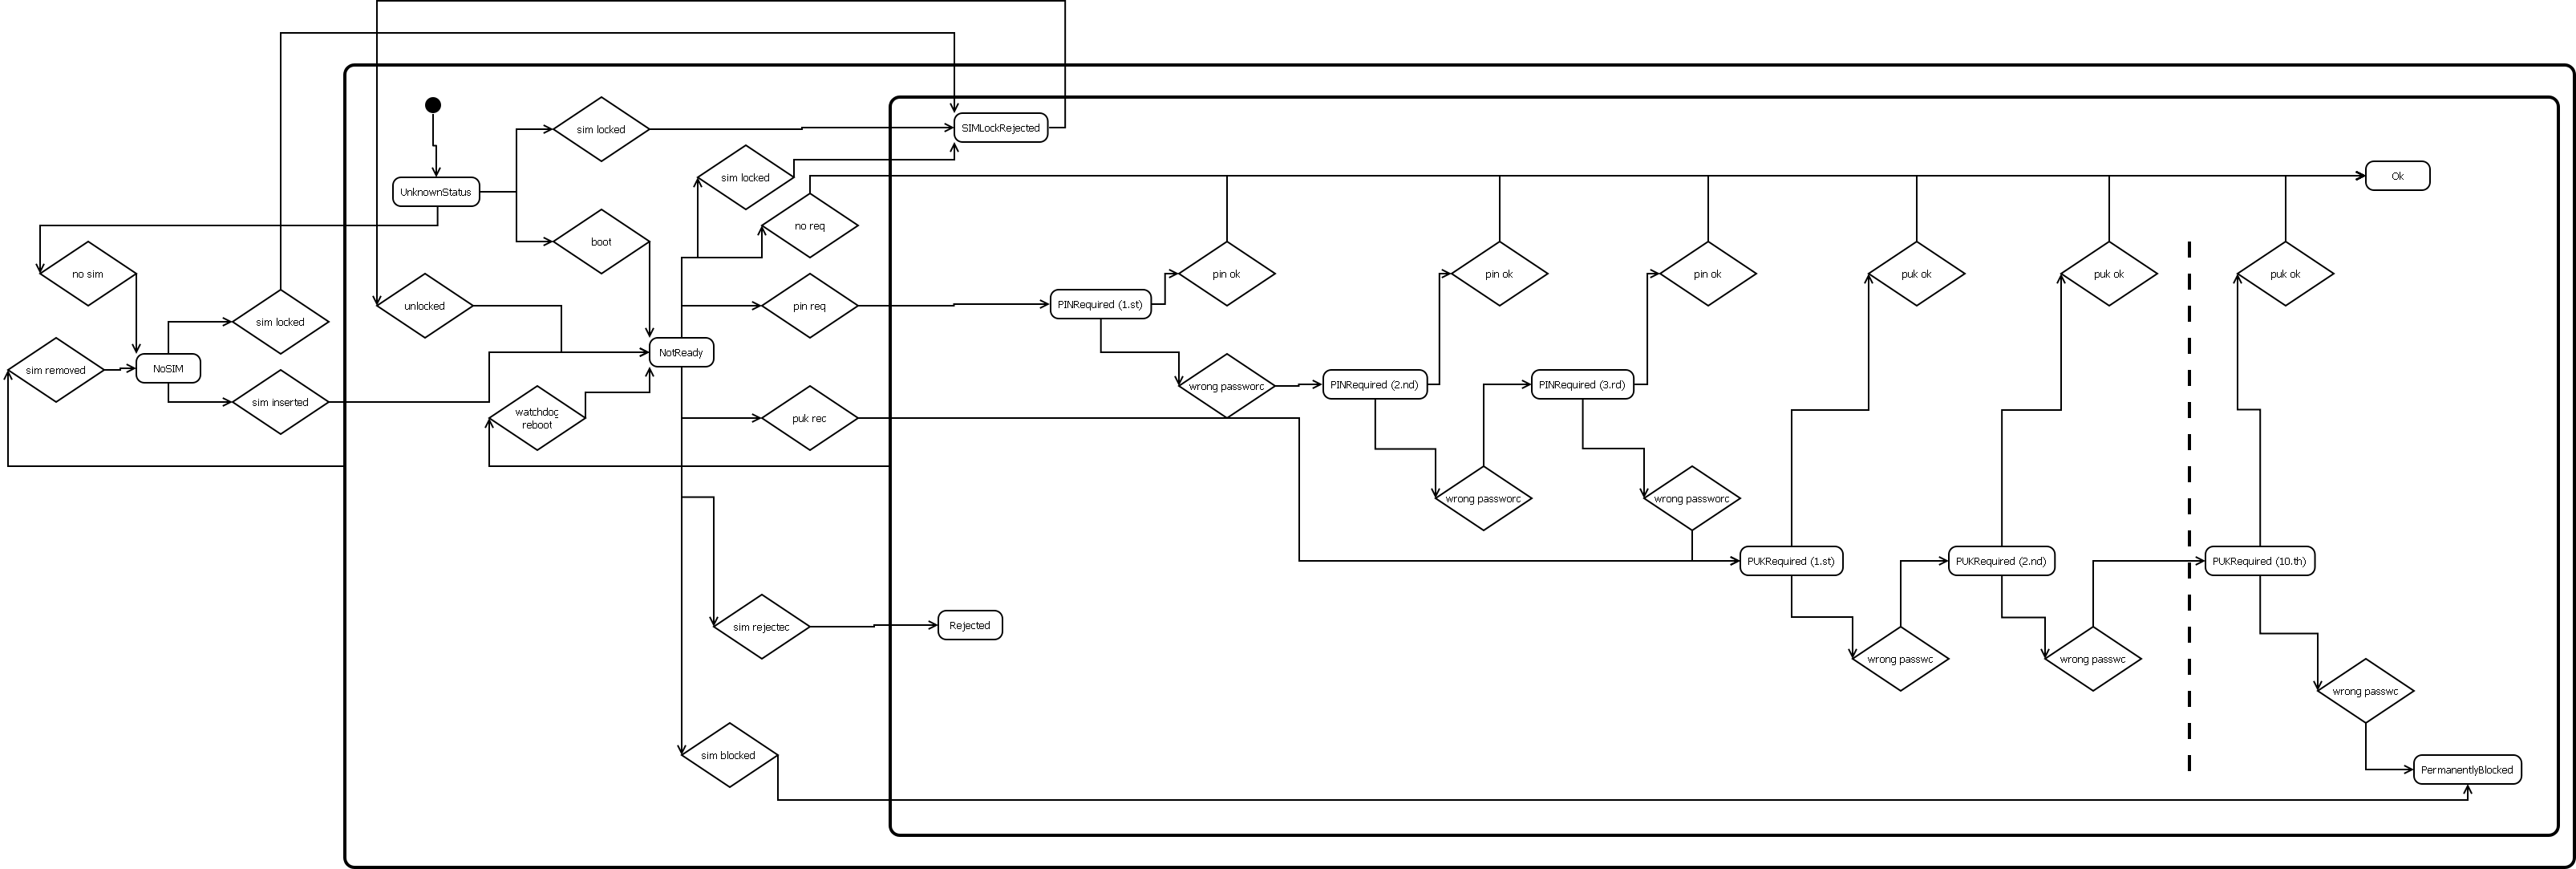 sim locked
SIMLockRejected
sim locked
Ok
UnknownStatus
no req
boot
no sim
pin ok
pin ok
pin ok
puk ok
puk ok
puk ok
unlocked
pin req
PINRequired (1.st)
sim locked
NotReady
sim removed
NoSIM
wrong passworc
PINRequired (2.nd)
PINRequired (3.rd)
sim inserted
watchdog
reboot
puk rec
wrong passworc
wrong passworc
PUKRequired (1.st)
PUKRequired (2.nd)
PUKRequired (10.th)
sim rejectec
Rejected
wrong passwc
wrong passwc
wrong passwc
sim blocked
PermanentlyBlocked